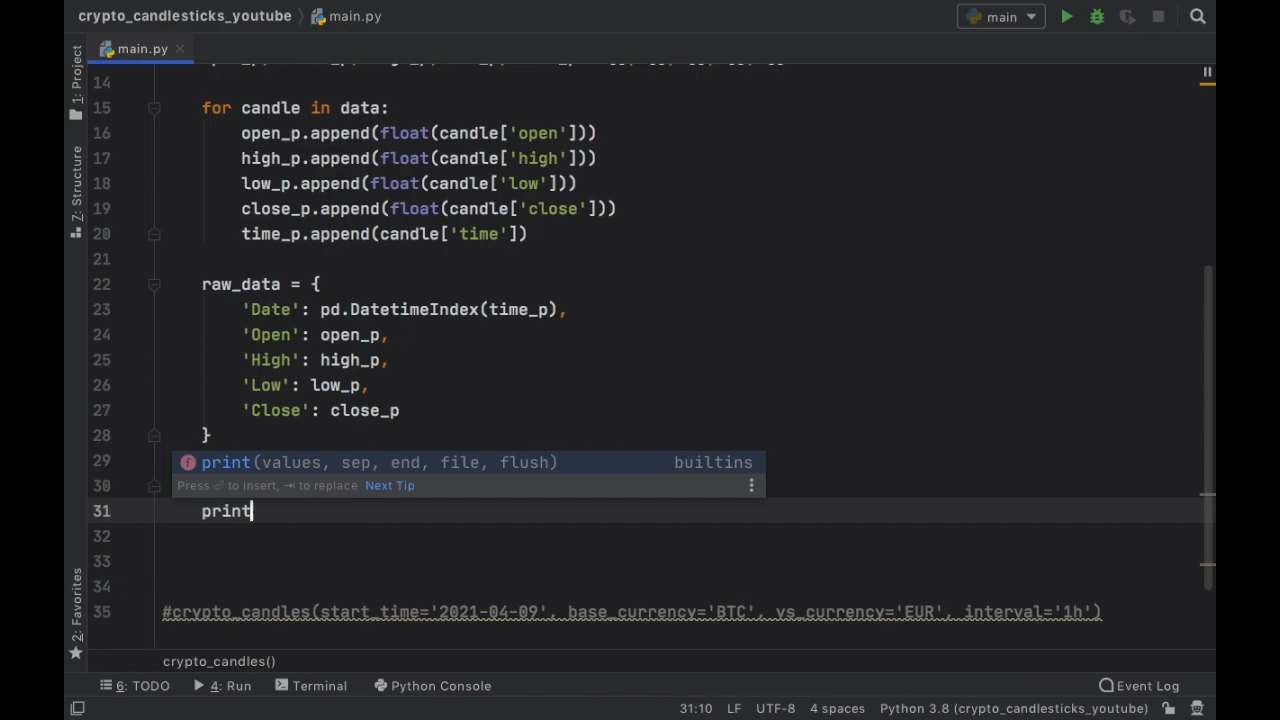 crypto_candlesticks_youtube main.py main
main.py
1: Project
7: Structure
2: Favorites
14
15 for candle in data:
16 open_p.append(float(candle['open']))
17 high_p.append(float(candle['high']))
18 low_p.append(float(candle['low']))
19 close_p.append(float(candle['close']))
20 time_p.append(candle['time'])
21
22 raw_data = {
23 'Date': pd.DatetimeIndex(time_p),
24 'Open': open_p,
25 'High': high_p,
26 'Low': low_p,
27 'Close': close_p
28 }
29 print(values, sep, end, file, flush) builtins
30 Press ⏎ to insert, ⇥ to replace Next Tip
31 print
32
33
34
35 #crypto_candles(start_time='2021-04-09', base_currency='BTC', vs_currency='EUR', interval='1h')
crypto_candles()
6: TODO 4: Run Terminal Python Console Event Log
31:10 LF UTF-8 4 spaces Python 3.8 (crypto_candlesticks_youtube)